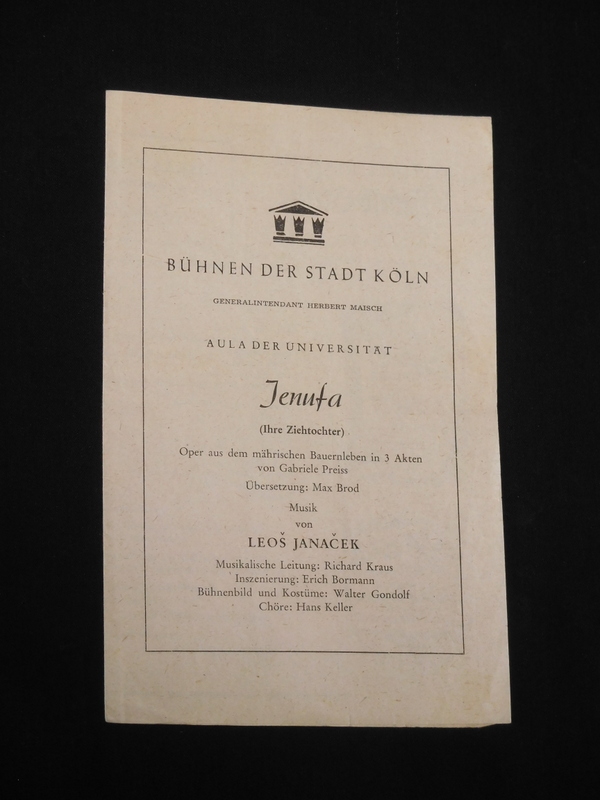 BÜHNEN DER STADT KÖLN
GENERALINTENDANT HERBERT MAISCH
AULA DER UNIVERSITÄT
Jenufa
(Ihre Ziehtochter)
Oper aus dem mährischen Bauernleben in 3 Akten
von Gabriele Preiss
Übersetzung: Max Brod
Musik
von
LEOŠ JANAČEK
Musikalische Leitung: Richard Kraus
Inszenierung: Erich Bormann
Bühnenbild und Kostüme: Walter Gondolf
Chöre: Hans Keller